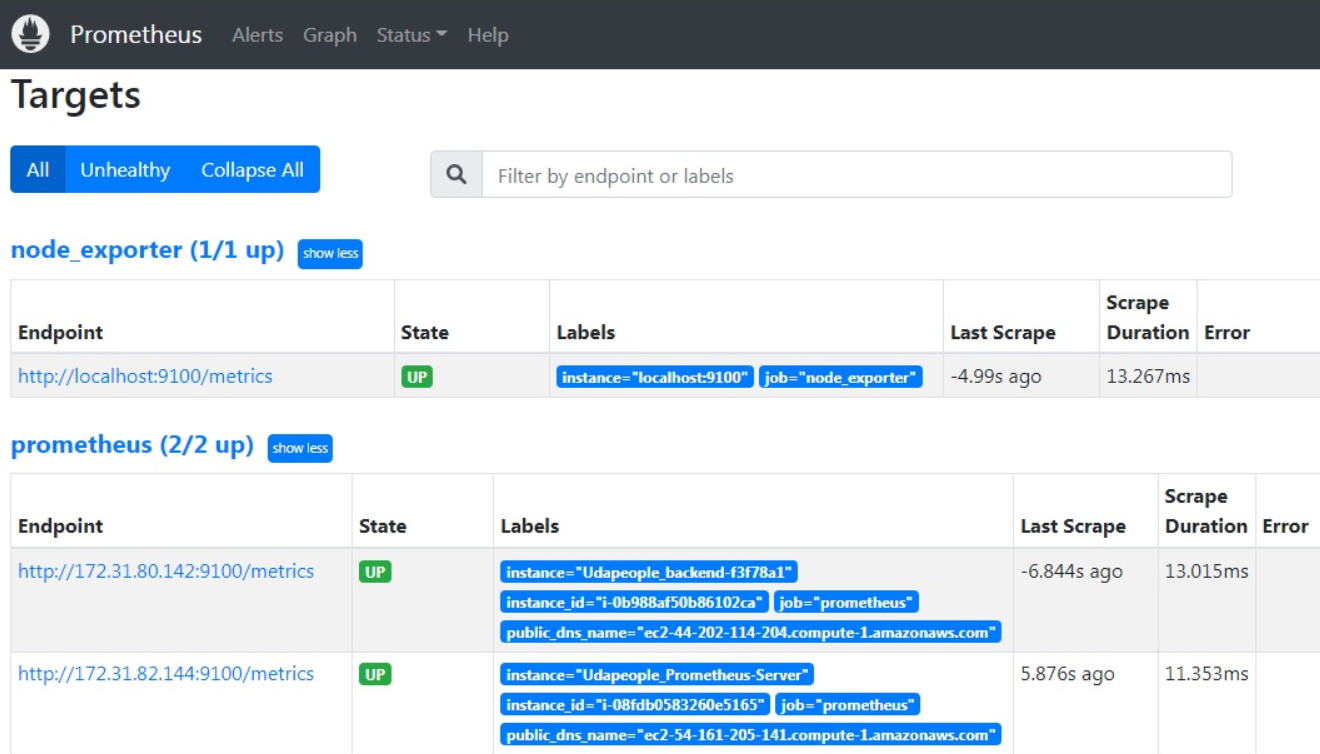 Prometheus Alerts Graph Status Help
Targets
All Unhealthy Collapse All
Filter by endpoint or labels
node_exporter (1/1 up) show less
Endpoint State Labels Last Scrape Scrape Duration Error
http://localhost:9100/metrics UP instance="localhost:9100" job="node_exporter" -4.99s ago 13.267ms
prometheus (2/2 up) show less
Endpoint State Labels Last Scrape Scrape Duration Error
http://172.31.80.142:9100/metrics UP instance="Udapeople_backend-f3f78a1" -6.844s ago 13.015ms
instance_id="i-0b988af50b86102ca" job="prometheus"
public_dns_name="ec2-44-202-114-204.compute-1.amazonaws.com"
http://172.31.82.144:9100/metrics UP instance="Udapeople_Prometheus-Server" 5.876s ago 11.353ms
instance_id="i-08fdb0583260e5165" job="prometheus"
public_dns_name="ec2-54-161-205-141.compute-1.amazonaws.com"